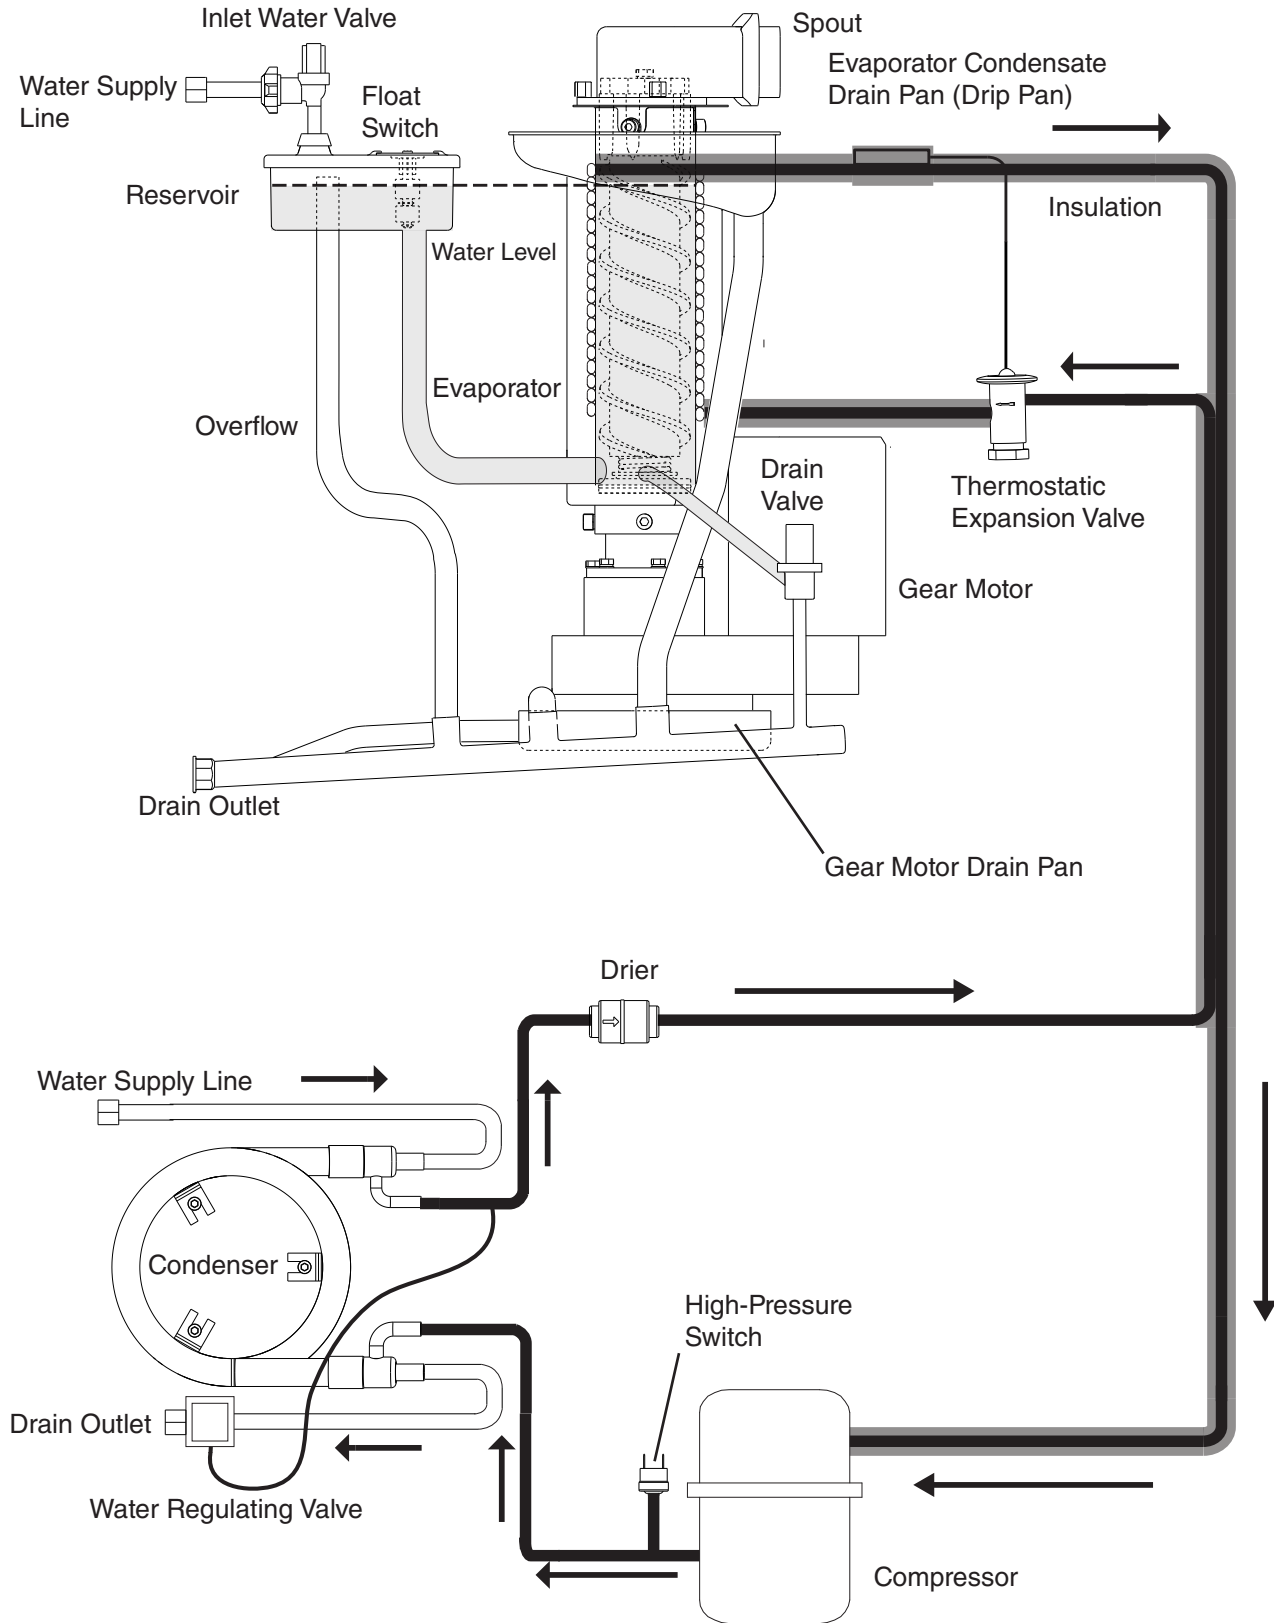 Inlet Water Valve
Spout
Water Supply
Line
Float
Switch
Evaporator Condensate
Drain Pan (Drip Pan)
Reservoir
Insulation
Water Level
Evaporator
Overflow
Drain
Valve
Thermostatic
Expansion Valve
Gear Motor
Drain Outlet
Gear Motor Drain Pan
Drier
Water Supply Line
Condenser
High-Pressure
Switch
Drain Outlet
Water Regulating Valve
Compressor